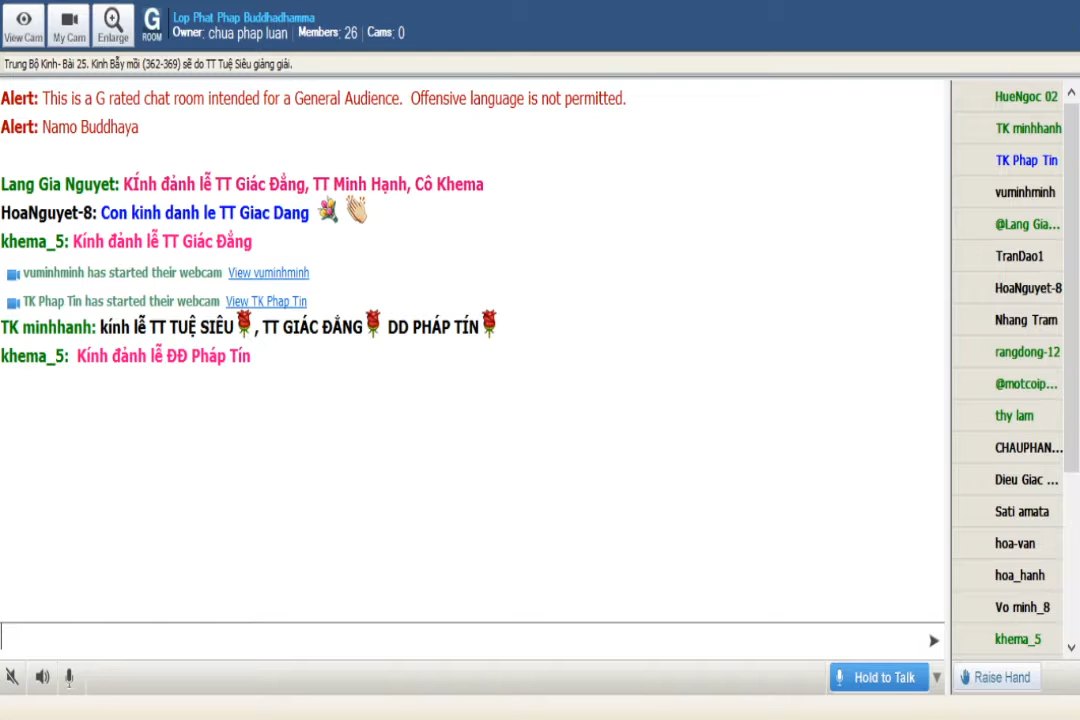 View Cam
My Cam
Enlarge
G
ROOM
Lop Phat Phap Buddhadhamma
Owner: chua phap luan | Members: 26 | Cams: 0
Trung Bộ Kinh- Bài 25. Kinh Bẫy mồi (362-369) sẽ do TT Tuệ Siêu giảng giải.
Alert: This is a G rated chat room intended for a General Audience. Offensive language is not permitted.
Alert: Namo Buddhaya
Lang Gia Nguyet: KÍnh đảnh lễ TT Giác Đẳng, TT Minh Hạnh, Cô Khema
HoaNguyet-8: Con kinh danh le TT Giac Dang
khema_5: Kính đảnh lễ TT Giác Đẳng
vuminhminh has started their webcam View vuminhminh
TK Phap Tin has started their webcam View TK Phap Tin
TK minhhanh: kính lễ TT TUỆ SIÊU, TT GIÁC ĐẲNG DD PHÁP TÍN
khema_5: Kính đảnh lễ ĐĐ Pháp Tín
HueNgoc 02
TK minhhanh
TK Phap Tin
vuminhminh
@Lang Gia...
TranDao1
HoaNguyet-8
Nhang Tram
rangdong-12
@motcoip...
thy lam
CHAUPHAN...
Dieu Giac ...
Sati amata
hoa-van
hoa_hanh
Vo minh_8
khema_5
Hold to Talk
Raise Hand